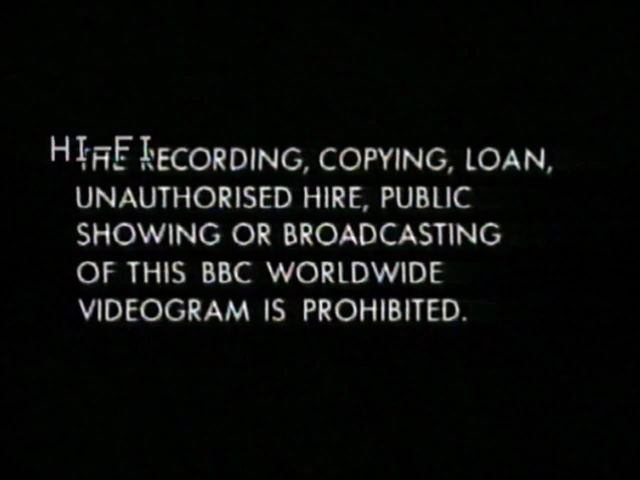 HI-FI
THE RECORDING, COPYING, LOAN,
UNAUTHORISED HIRE, PUBLIC
SHOWING OR BROADCASTING
OF THIS BBC WORLDWIDE
VIDEOGRAM IS PROHIBITED.